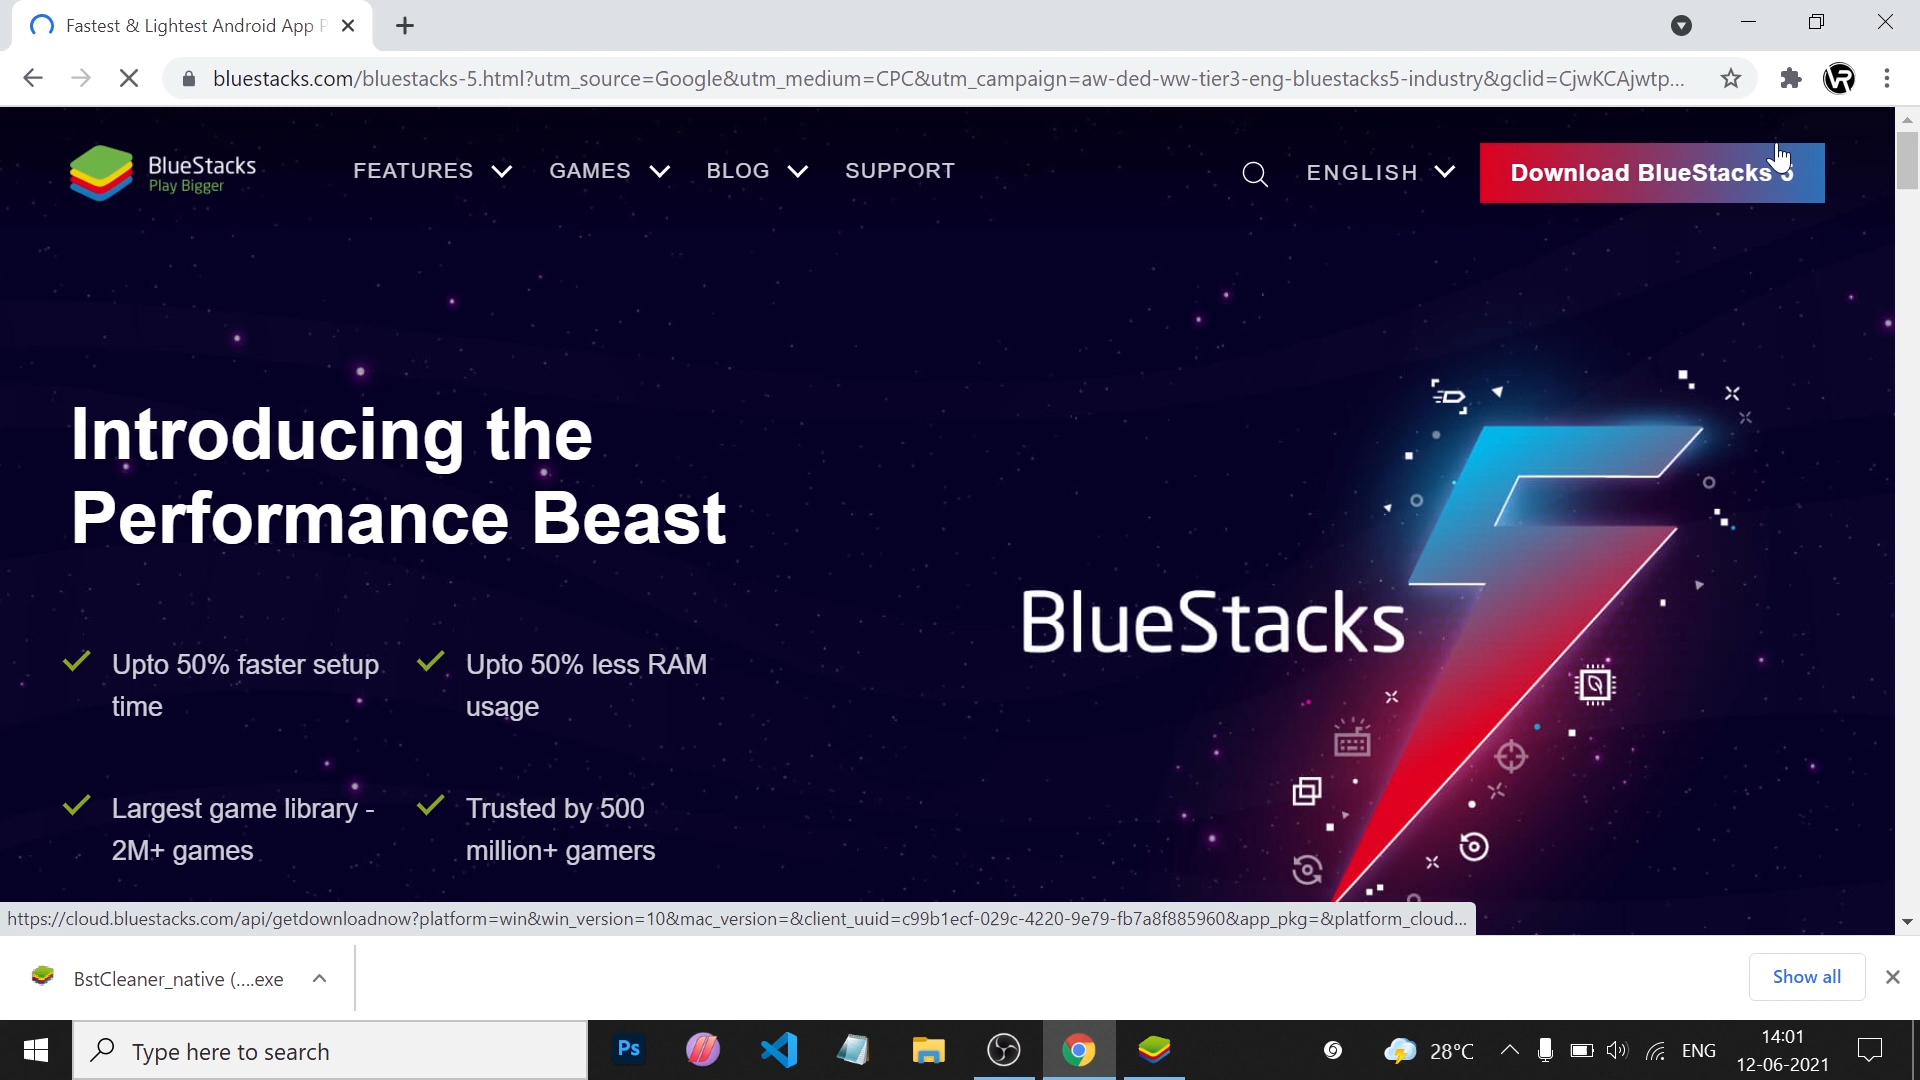 Fastest & Lightest Android App P
bluestacks.com/bluestacks-5.html?utm_source=Google&utm_medium=CPC&utm_campaign=aw-ded-ww-tier3-eng-bluestacks5-industry&gclid=CjwKCAjwtp...
BlueStacks
Play Bigger
FEATURES
GAMES
BLOG
SUPPORT
ENGLISH
Download BlueStacks 5
Introducing the
Performance Beast
BlueStacks
Upto 50% faster setup
time
Upto 50% less RAM
usage
Largest game library -
2M+ games
Trusted by 500
million+ gamers
https://cloud.bluestacks.com/api/getdownloadnow?platform=win&win_version=10&mac_version=&client_uuid=c99b1ecf-029c-4220-9e79-fb7a8f885960&app_pkg=&platform_cloud...
BstCleaner_native (....exe
Show all
Type here to search
Ps
28°C
ENG
14:01
12-06-2021